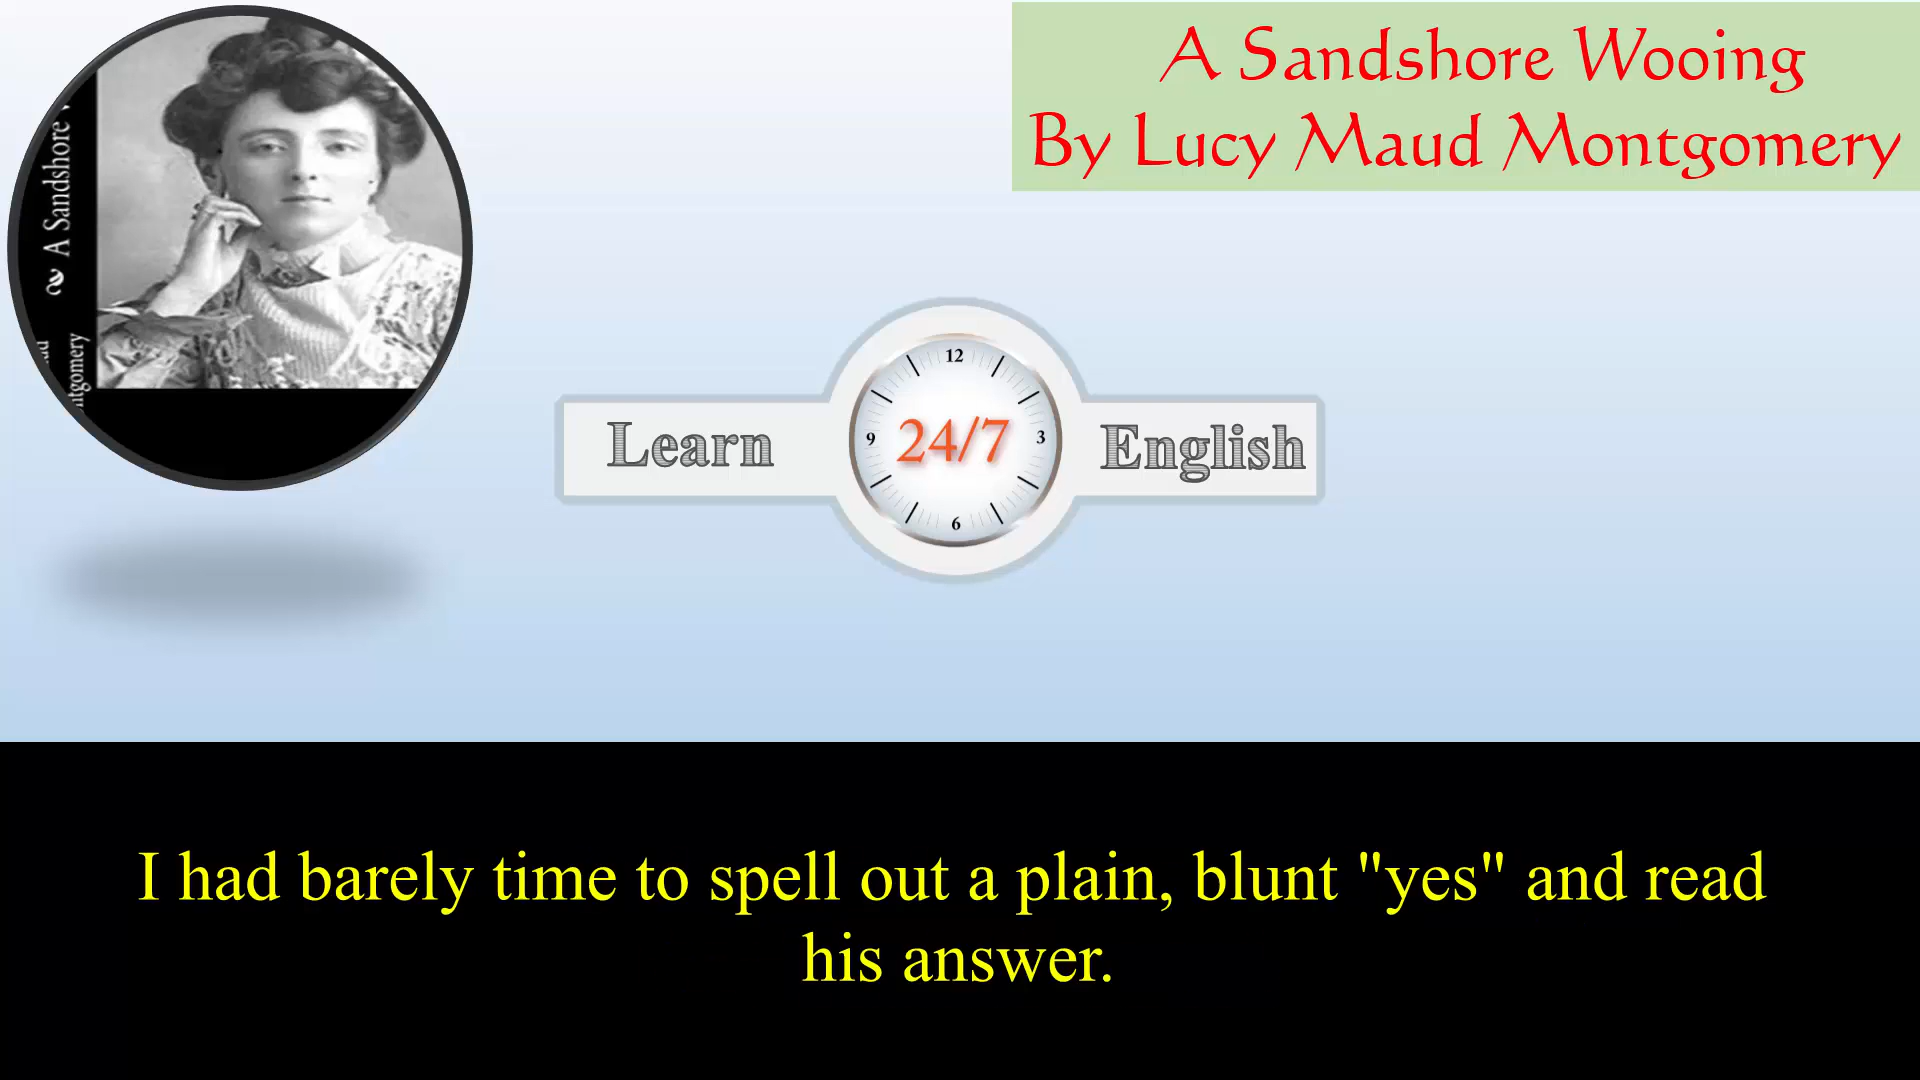 A Sandshore Wooing
By Lucy Maud Montgomery
A Sandshore
Learn
24/7
English
12
3
6
9
I had barely time to spell out a plain, blunt "yes" and read
his answer.